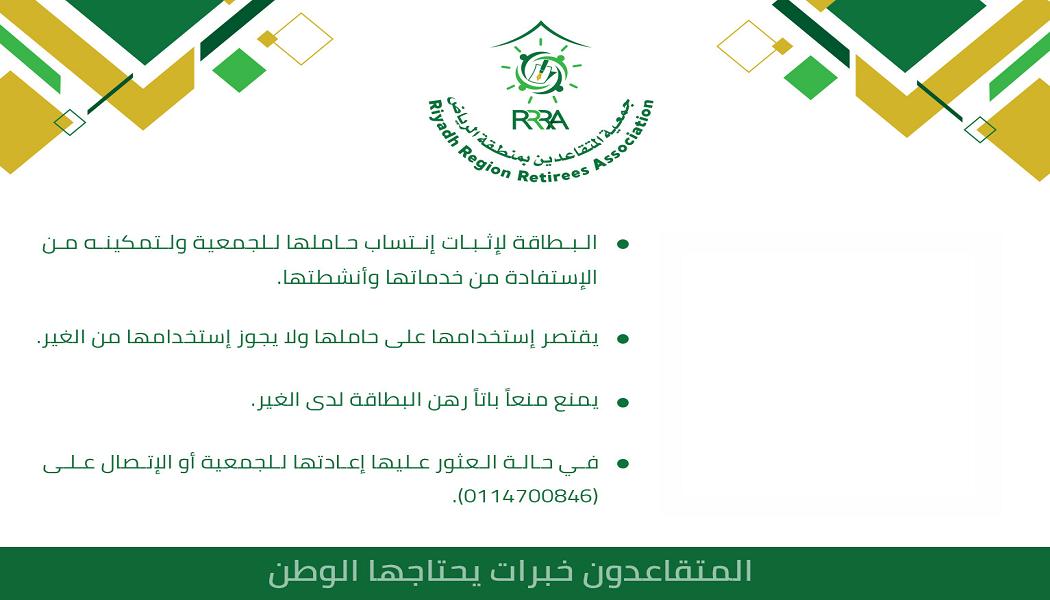 RRRA
جمعية المتقاعدين بمنطقة الرياض
Riyadh Region Retirees Association
البطاقة لإثبات إنتساب حاملها للجمعية ولتمكينه من
الإستفادة من خدماتها وأنشطتها.
يقتصر إستخدامها على حاملها ولا يجوز إستخدامها من الغير.
يمنع منعاً باتاً رهن البطاقة لدى الغير.
في حالة العثور عليها إعادتها للجمعية أو الإتصال على
(0114700846).
المتقاعدون خبرات يحتاجها الوطن